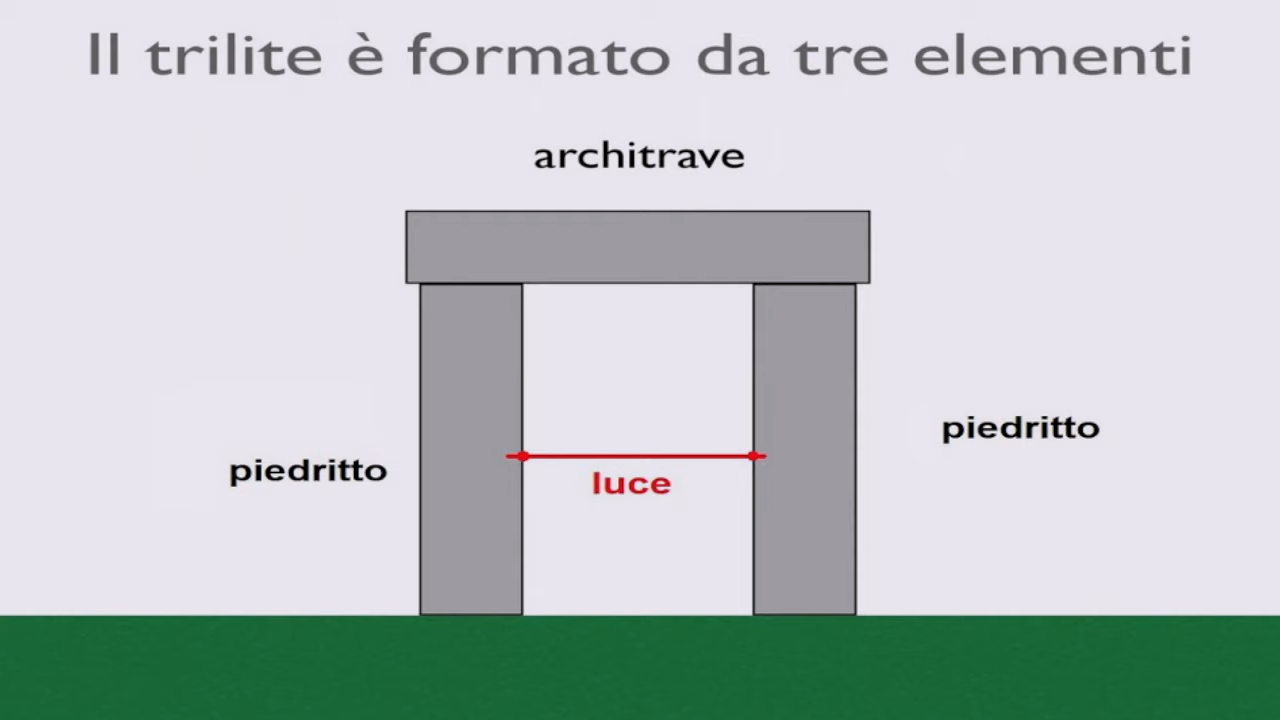 Il trilite è formato da tre elementi
architrave
piedritto
piedritto
luce